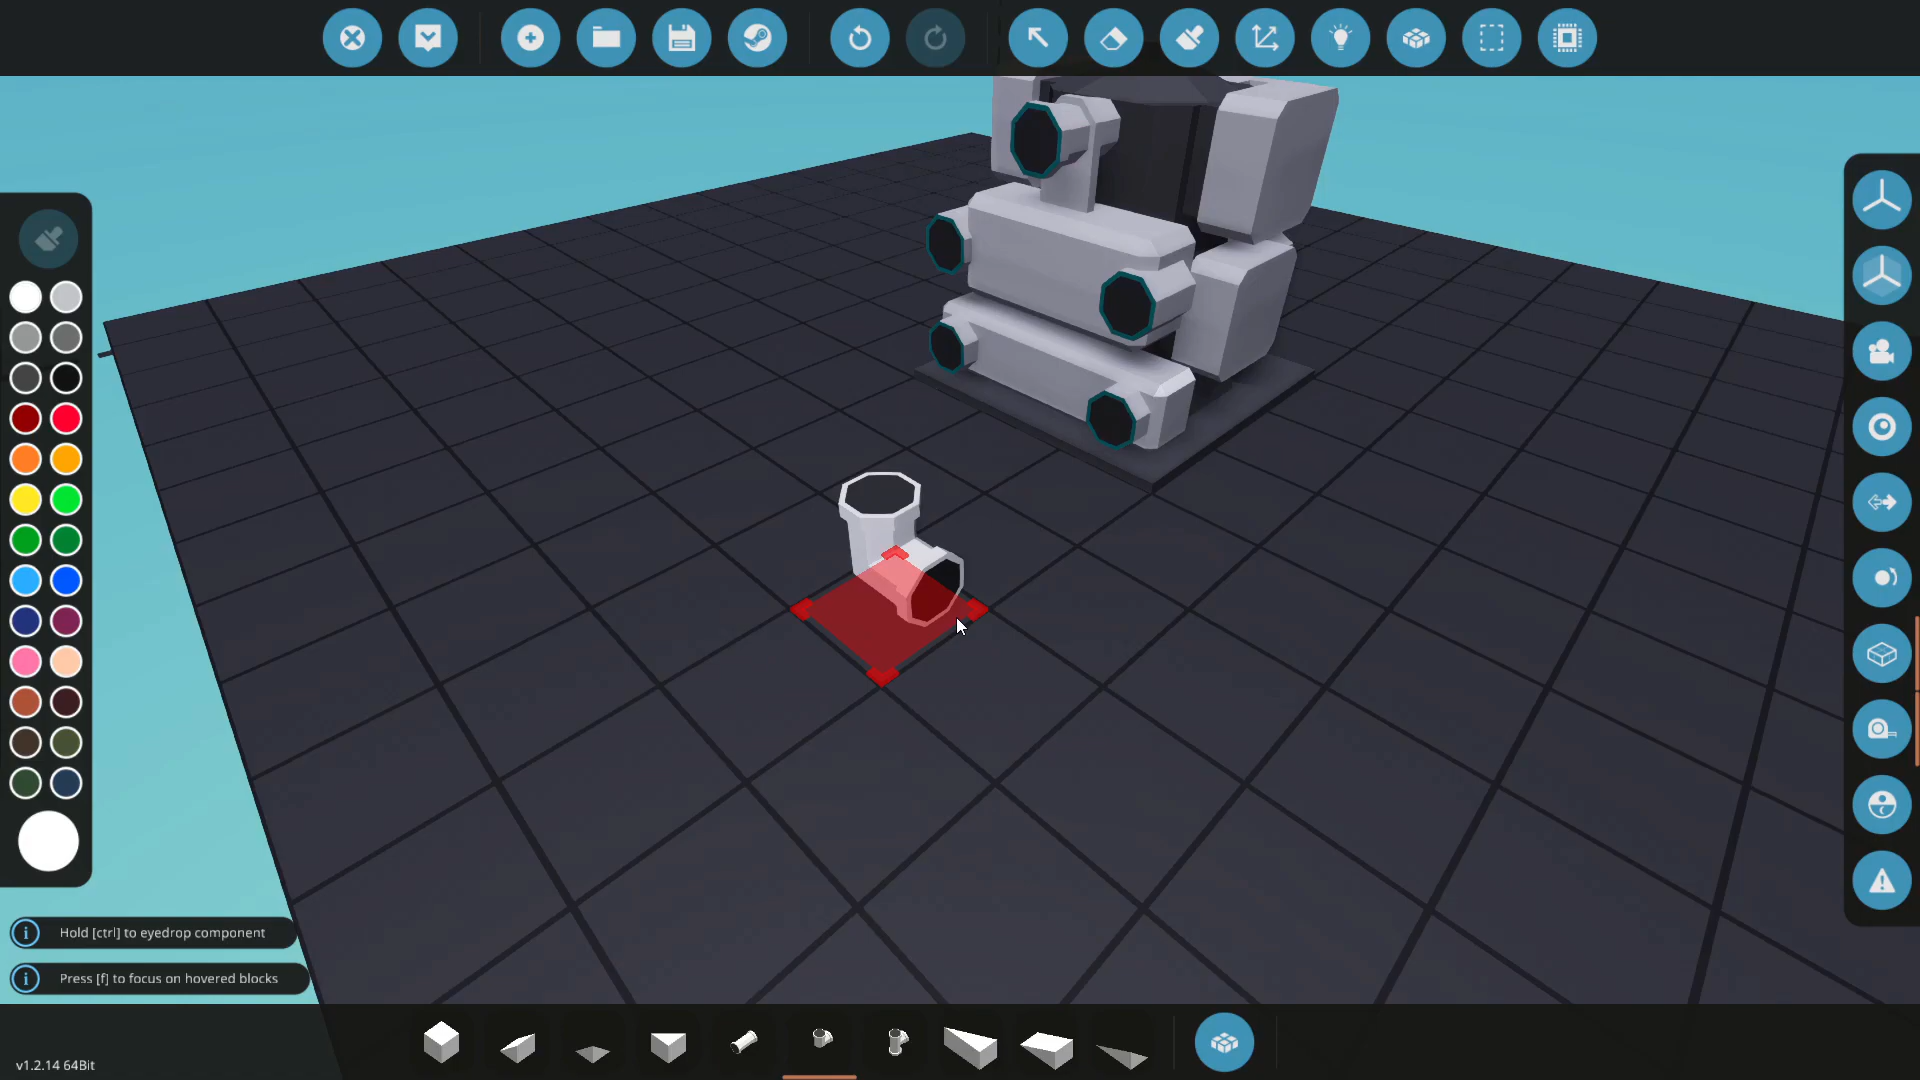 Hold [ctrl] to eyedrop component
Press [f] to focus on hovered blocks
v1.2.14 64Bit